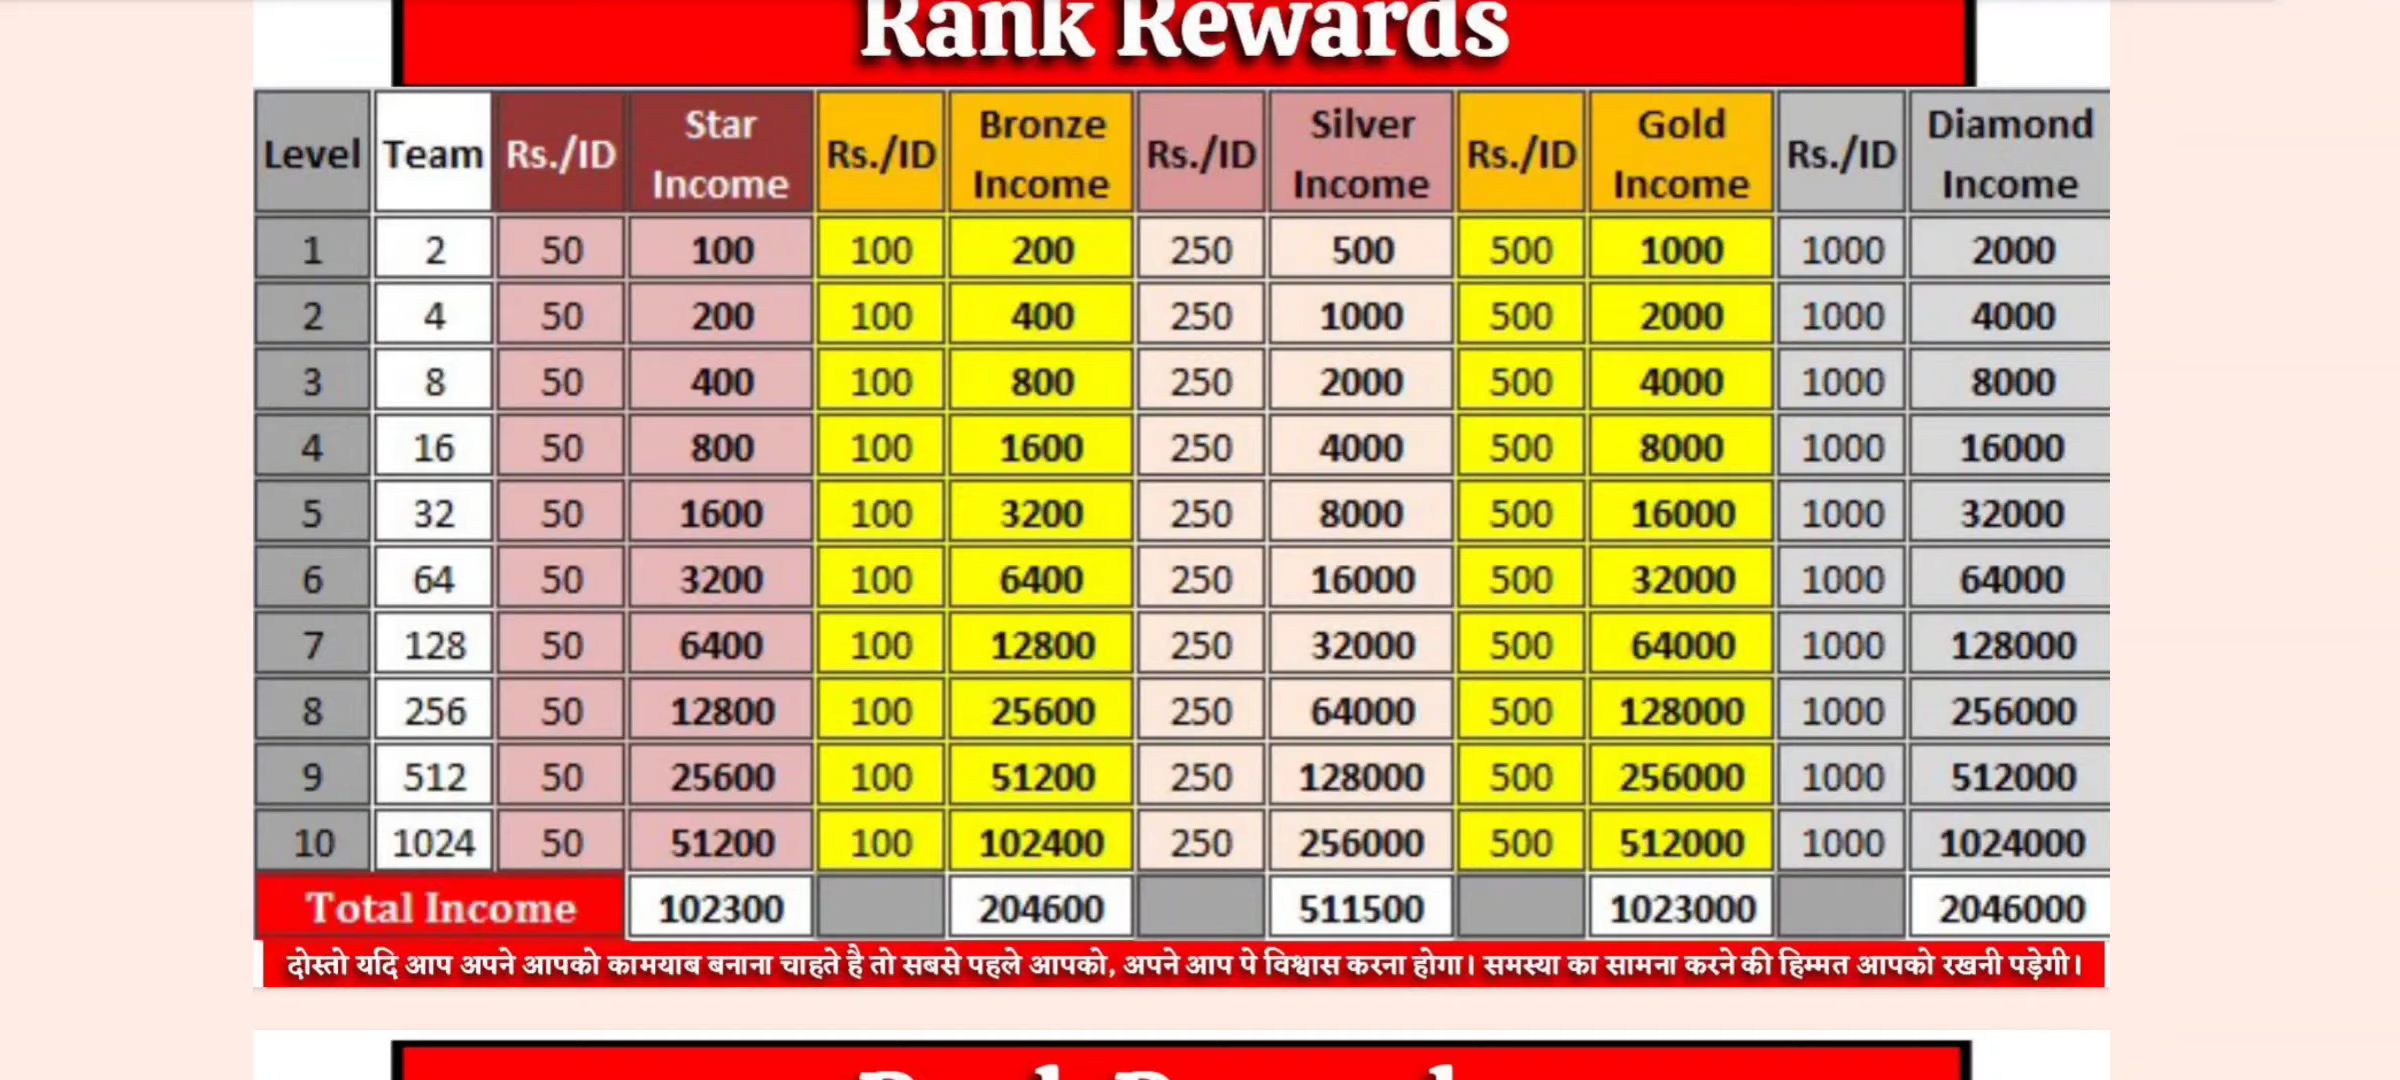 Rank Rewards
Level Team Rs./ID Star Income Rs./ID Bronze Income Rs./ID Silver Income Rs./ID Gold Income Rs./ID Diamond Income
1 2 50 100 100 200 250 500 500 1000 1000 2000
2 4 50 200 100 400 250 1000 500 2000 1000 4000
3 8 50 400 100 800 250 2000 500 4000 1000 8000
4 16 50 800 100 1600 250 4000 500 8000 1000 16000
5 32 50 1600 100 3200 250 8000 500 16000 1000 32000
6 64 50 3200 100 6400 250 16000 500 32000 1000 64000
7 128 50 6400 100 12800 250 32000 500 64000 1000 128000
8 256 50 12800 100 25600 250 64000 500 128000 1000 256000
9 512 50 25600 100 51200 250 128000 500 256000 1000 512000
10 1024 50 51200 100 102400 250 256000 500 512000 1000 1024000
Total Income 102300 204600 511500 1023000 2046000
दोस्तो यदि आप अपने आपको कामयाब बनाना चाहते है तो सबसे पहले आपको, अपने आप पे विश्वास करना होगा। समस्या का सामना करने की हिम्मत आपको रखनी पड़ेगी।